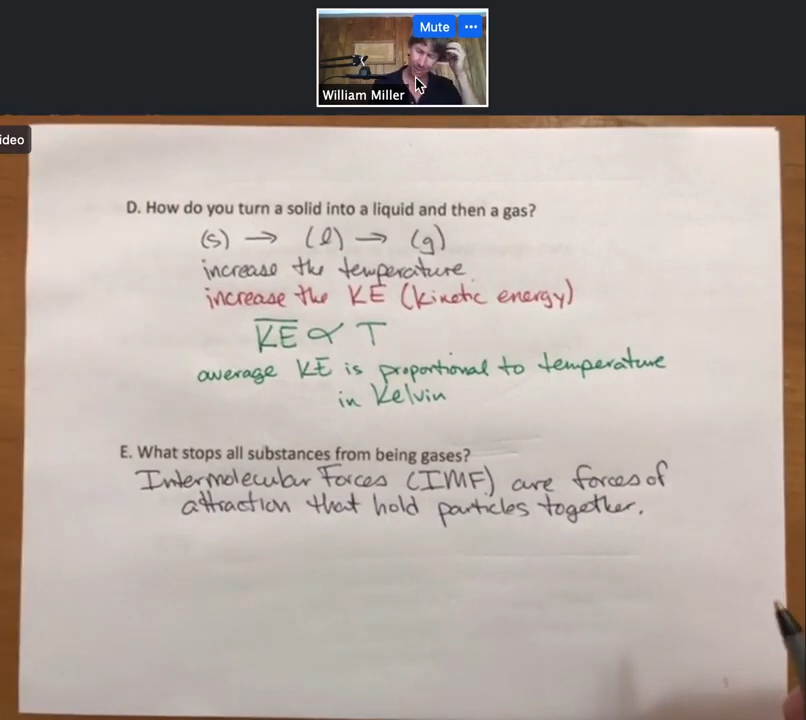 Mute
William Miller
ideo
D. How do you turn a solid into a liquid and then a gas?
(s) → (l) → (g)
increase the temperature
increase the KE (kinetic energy)
K̅E̅ ∝ T
average KE is proportional to temperature
in Kelvin
E. What stops all substances from being gases?
Intermolecular Forces (IMF) are forces of
attraction that hold particles together.